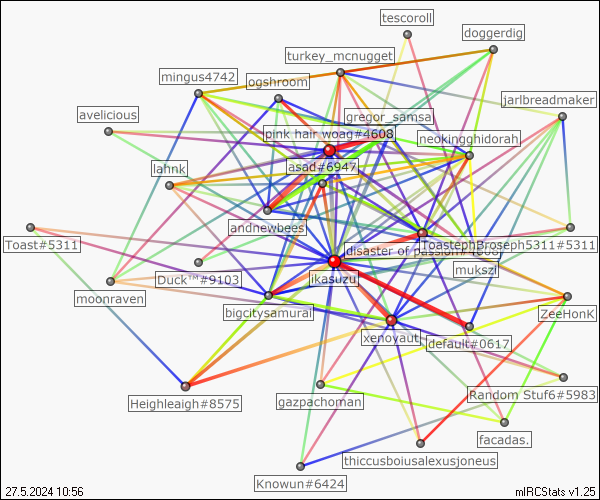 tescoroll
doggerdig
turkey_mcnugget
mingus4742
ogshroom
jarlbreadmaker
avelicious
gregor_samsa
pink hair woag#4608
neokingghidorah
asad#6947
lahnk
andnewbees
Toast#5311
disaster of passion#
ToastephBroseph5311#5311
mukszi
Duck™#9103
ikasuzu
moonraven
bigcitysamurai
ZeeHonK
xenoyaut
default#0617
Heighleaigh#8575
gazpachoman
Random Stuf6#5983
facadas.
thiccusboiusalexusjoneus
Knowun#6424
27.5.2024 10:56
mIRCStats v1.25